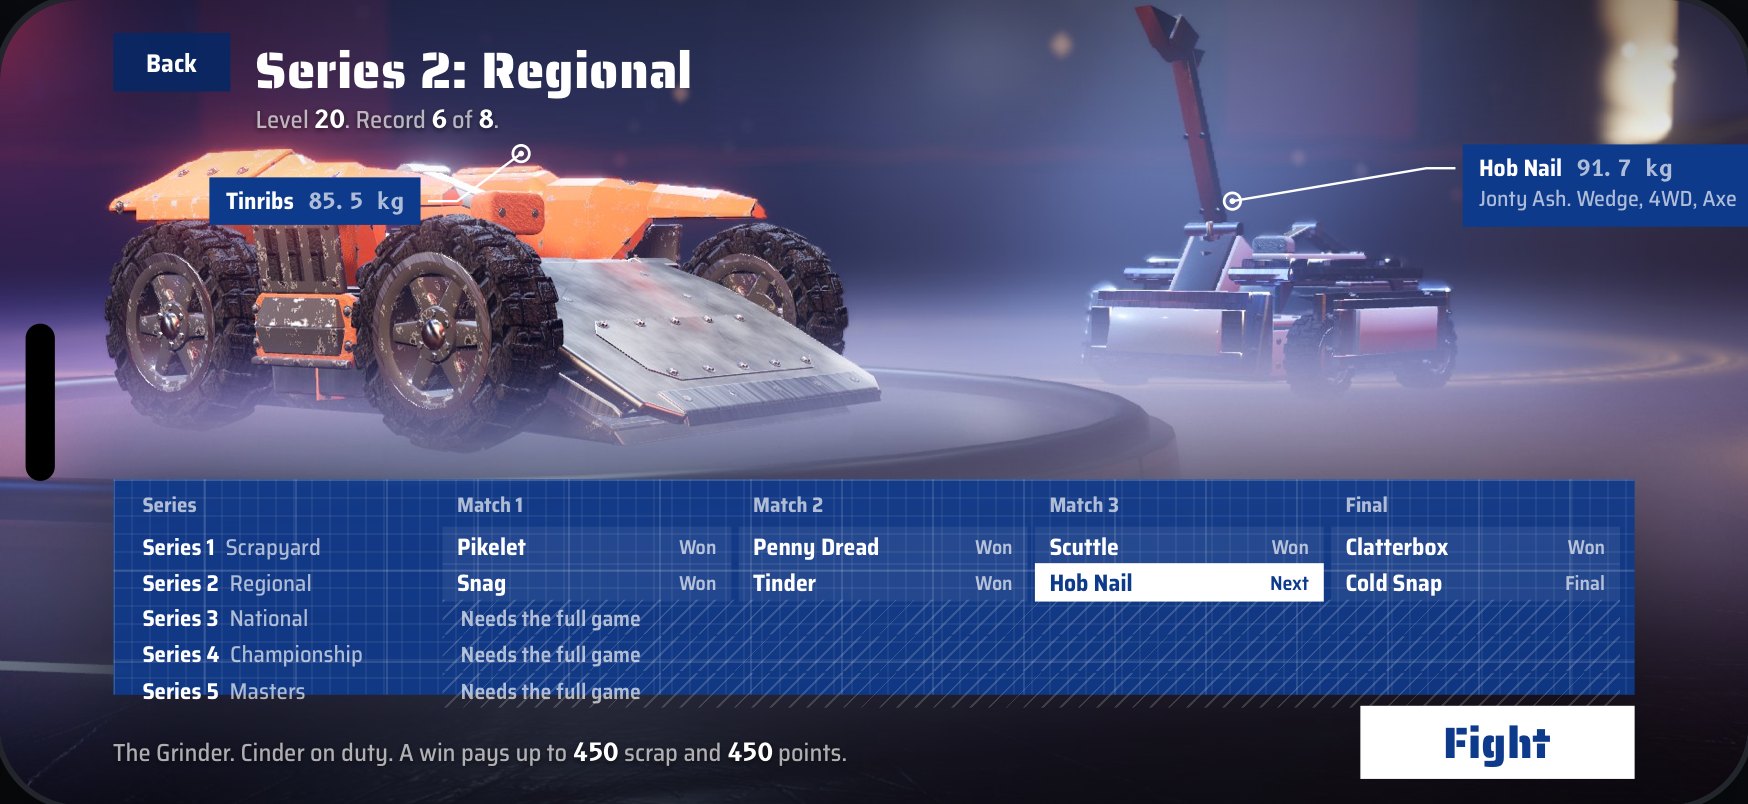 Back
Series 2: Regional
Level 20. Record 6 of 8.
Tinribs 85.5 kg
Hob Nail 91.7 kg
Jonty Ash. Wedge, 4WD, Axe
Series Match 1 Match 2 Match 3 Final
Series 1 Scrapyard Pikelet Won Penny Dread Won Scuttle Won Clatterbox Won
Series 2 Regional Snag Won Tinder Won Hob Nail Next Cold Snap Final
Series 3 National Needs the full game
Series 4 Championship Needs the full game
Series 5 Masters Needs the full game
The Grinder. Cinder on duty. A win pays up to 450 scrap and 450 points.
Fight